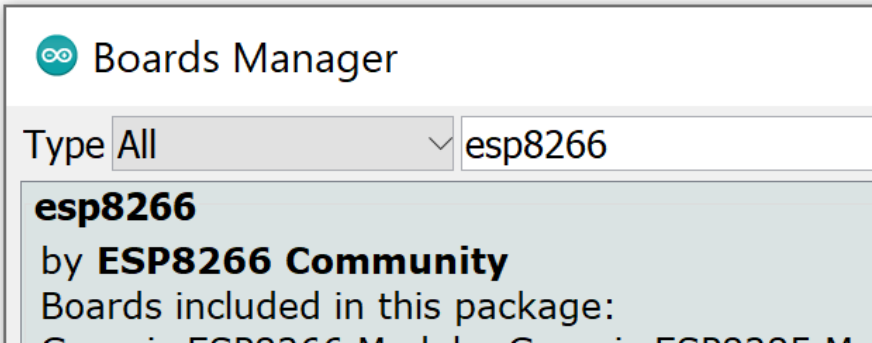 Boards Manager
Type All esp8266
esp8266
by ESP8266 Community
Boards included in this package: